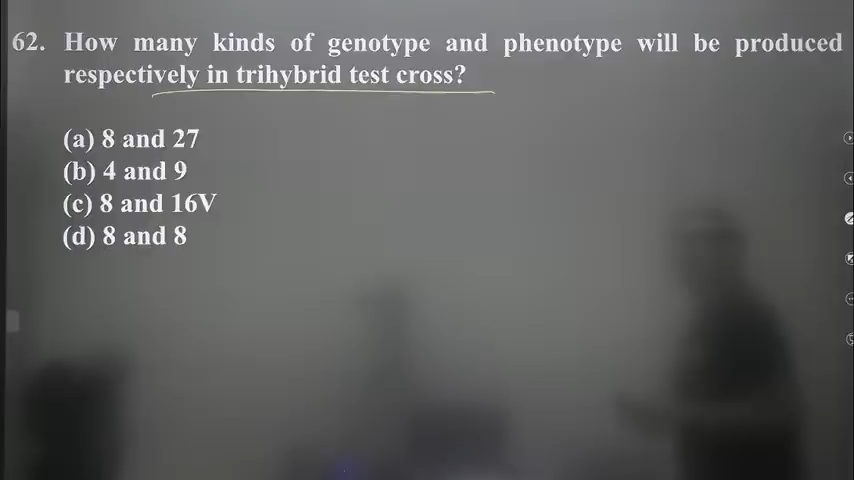 62. How many kinds of genotype and phenotype will be produced
respectively in trihybrid test cross?
(a) 8 and 27
(b) 4 and 9
(c) 8 and 16V
(d) 8 and 8